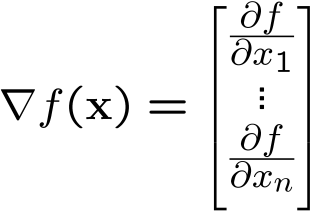 ∇f(𝐱) = [∂f/∂x₁ ⋮ ∂f/∂xₙ]